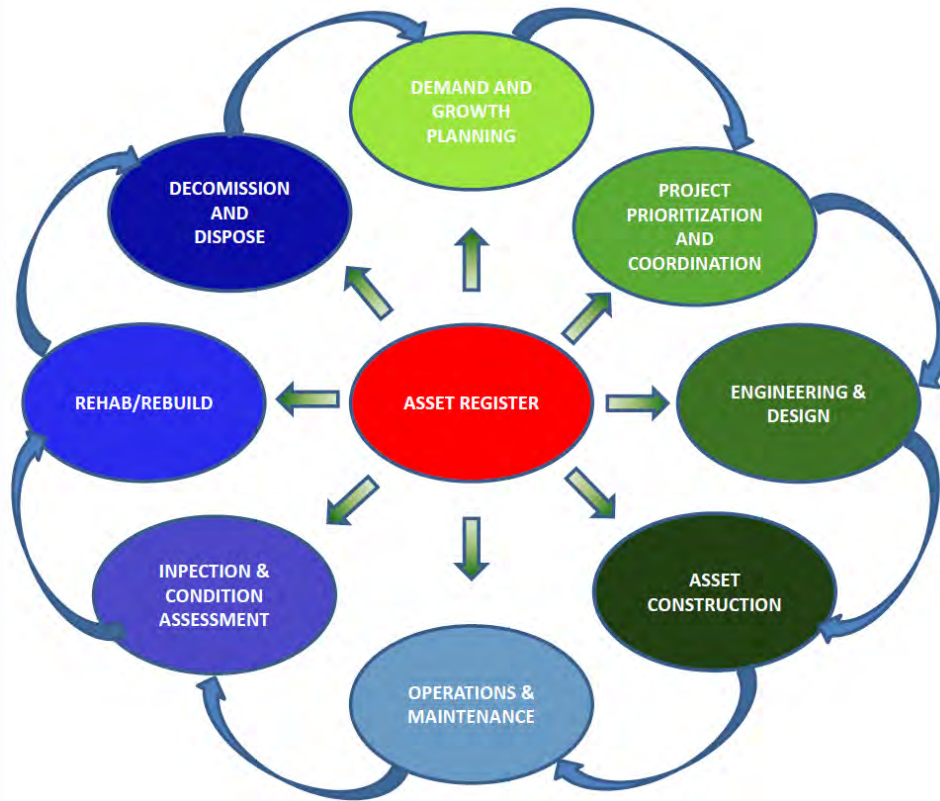 DEMAND AND
GROWTH
PLANNING
PROJECT
PRIORITIZATION
AND
COORDINATION
ENGINEERING &
DESIGN
ASSET
CONSTRUCTION
OPERATIONS &
MAINTENANCE
INPECTION &
CONDITION
ASSESSMENT
REHAB/REBUILD
DECOMISSION
AND
DISPOSE
ASSET REGISTER